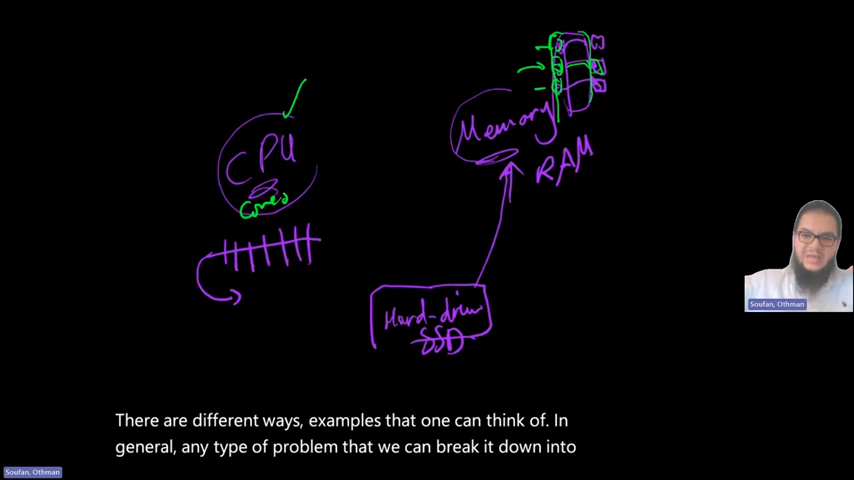 CPU
Cores
Memory
RAM
Hard-drive
SSD
Soufan, Othman
There are different ways, examples that one can think of. In
general, any type of problem that we can break it down into
Soufan, Othman